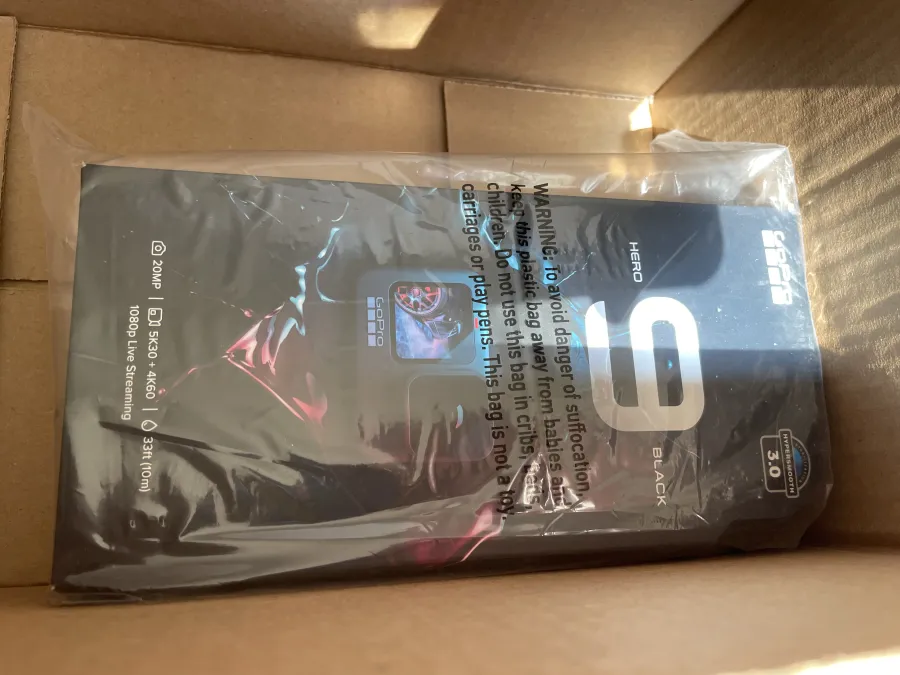 GoPro
HERO
9
BLACK
HYPERSMOOTH
3.0
WARNING: To avoid danger of suffocation,
keep this plastic bag away from babies and
children. Do not use this bag in cribs, beds,
carriages or play pens. This bag is not a toy.
GoPro
20MP | 5K30 + 4K60 | 33ft (10m)
1080p Live Streaming